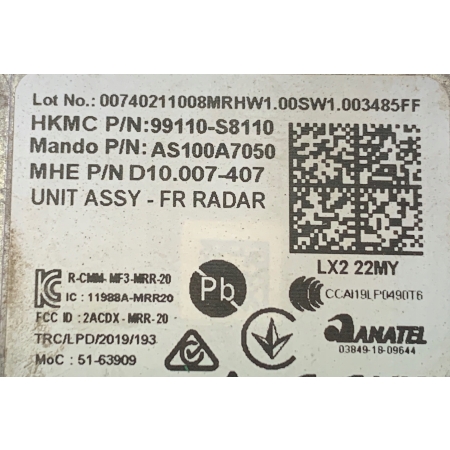 Lot No.: 00740211008MRHW1.00SW1.003485FF
HKMC P/N:99110-S8110
Mando P/N: AS100A7050
MHE P/N D10.007-407
UNIT ASSY - FR RADAR
LX2 22MY
R-CMM-MF3-MRR-20
IC : 11988A-MRR20
FCC ID : 2ACDX-MRR-20
TRC/LPD/2019/193
MoC : 51-63909
Pb
CCAI19LP0490T6
ANATEL
03849-18-09644